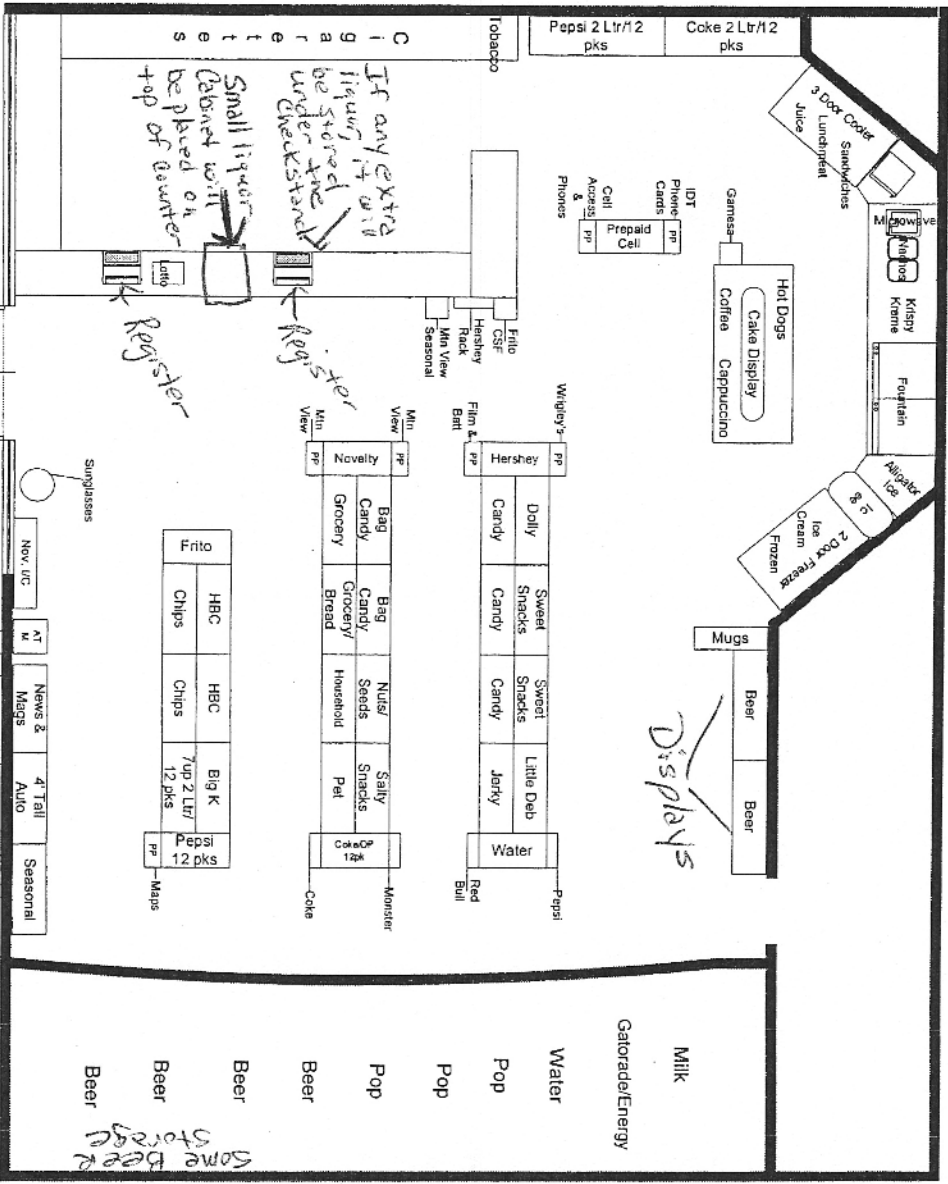 Tobacco
C
i
g
a
r
e
t
t
e
s
Pepsi 2 Ltr/12
pks
Coke 2 Ltr/12
pks
3 Door Cooler
Sandwiches
Lunchmeat
Juice
Microwave
Nachos
Krispy
Kreme
Fountain
Alligator
Ice
Ice
Cream
2 Door Freezer
Frozen
If any extra
liquor, it will
be stored
under the
checkstand
Small liquor
Cabinet will
be placed on
top of counter
IDT
Phone
Cards
Cell
Access &
Phones
PP
Prepaid
Cell
PP
Gamesa
Hot Dogs
Cake Display
Coffee
Cappuccino
Lotto
Register
Register
Mtn View
Seasonal
Hershey
Rack
Frito
CSF
Mtn
View
Mtn
View
Film &
Batt
Wrigley's
PP
Novelty
PP
PP
Hershey
PP
Sunglasses
Nov. I/C
AT
M
News &
Mags
4' Tall
Auto
Seasonal
Frito
Chips
HBC
Chips
HBC
7up 2 Ltr/
12 pks
Big K
PP
Pepsi
12 pks
Maps
Grocery
Bag
Candy
Grocery/
Bread
Bag
Candy
Household
Nuts/
Seeds
Pet
Salty
Snacks
Coke/DP
12pk
Coke
Monster
Candy
Dolly
Candy
Sweet
Snacks
Candy
Sweet
Snacks
Jerky
Little Deb
Water
Red
Bull
Pepsi
Mugs
Beer
Beer
Displays
Milk
Gatorade/Energy
Water
Pop
Pop
Pop
Beer
Beer
Beer
Beer
Some Beer
Storage